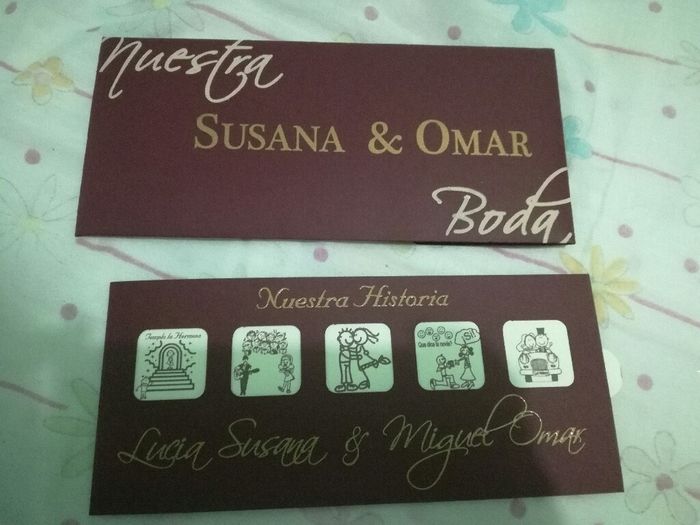 Nuestra
SUSANA & OMAR
Boda,
Nuestra Historia
Lucia Susana & Miguel Omar